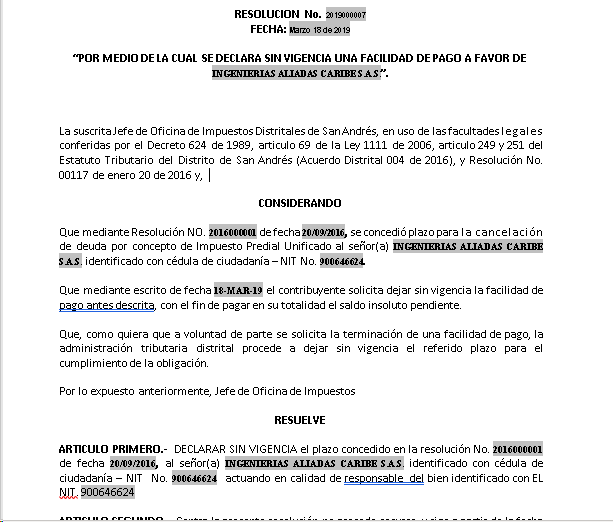 RESOLUCION No. 2019000007
FECHA: Marzo 18 de 2019
“POR MEDIO DE LA CUAL SE DECLARA SIN VIGENCIA UNA FACILIDAD DE PAGO A FAVOR DE
INGENIERIAS ALIADAS CARIBE S.A.S”.
La suscrita Jefe de Oficina de Impuestos Distritales de San Andrés, en uso de las facultades legales
conferidas por el Decreto 624 de 1989, articulo 69 de la Ley 1111 de 2006, articulo 249 y 251 del
Estatuto Tributario del Distrito de San Andrés (Acuerdo Distrital 004 de 2016), y Resolución No.
00117 de enero 20 de 2016 y,
CONSIDERANDO
Que mediante Resolución NO. 2016000001 de fecha 20/09/2016, se concedió plazo para la cancelación
de deuda por concepto de Impuesto Predial Unificado al señor(a) INGENIERIAS ALIADAS CARIBE
S.A.S. identificado con cédula de ciudadanía – NIT No. 900646624.
Que mediante escrito de fecha 18-MAR-19 el contribuyente solicita dejar sin vigencia la facilidad de
pago antes descrita, con el fin de pagar en su totalidad el saldo insoluto pendiente.
Que, como quiera que a voluntad de parte se solicita la terminación de una facilidad de pago, la
administración tributaria distrital procede a dejar sin vigencia el referido plazo para el
cumplimiento de la obligación.
Por lo expuesto anteriormente, Jefe de Oficina de Impuestos
RESUELVE
ARTICULO PRIMERO.- DECLARAR SIN VIGENCIA el plazo concedido en la resolución No. 2016000001
de fecha 20/09/2016, al señor(a) INGENIERIAS ALIADAS CARIBE S.A.S. identificado con cédula de
ciudadanía – NIT No. 900646624 actuando en calidad de responsable del bien identificado con EL
NIT. 900646624